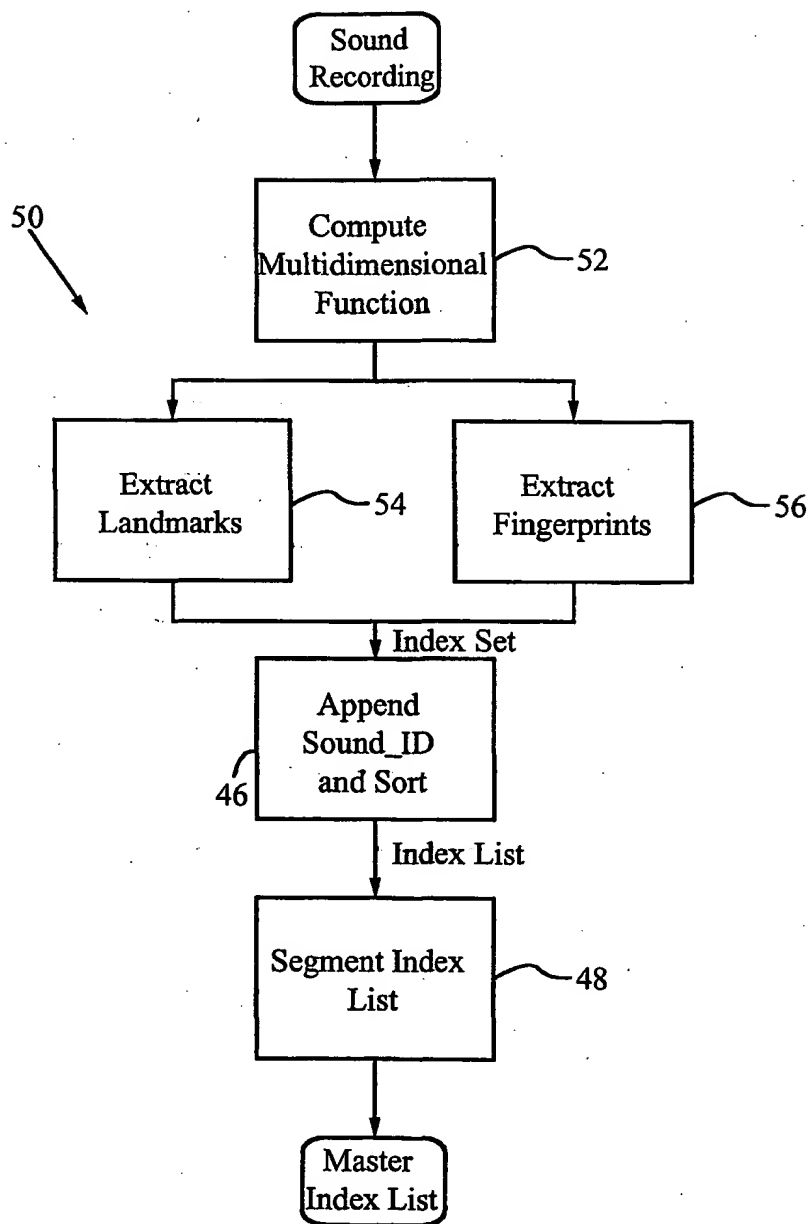 Sound
Recording
50
Compute
Multidimensional
Function
52
Extract
Landmarks
54
Extract
Fingerprints
56
Index Set
Append
Sound_ID
and Sort
46
Index List
Segment Index
List
48
Master
Index List